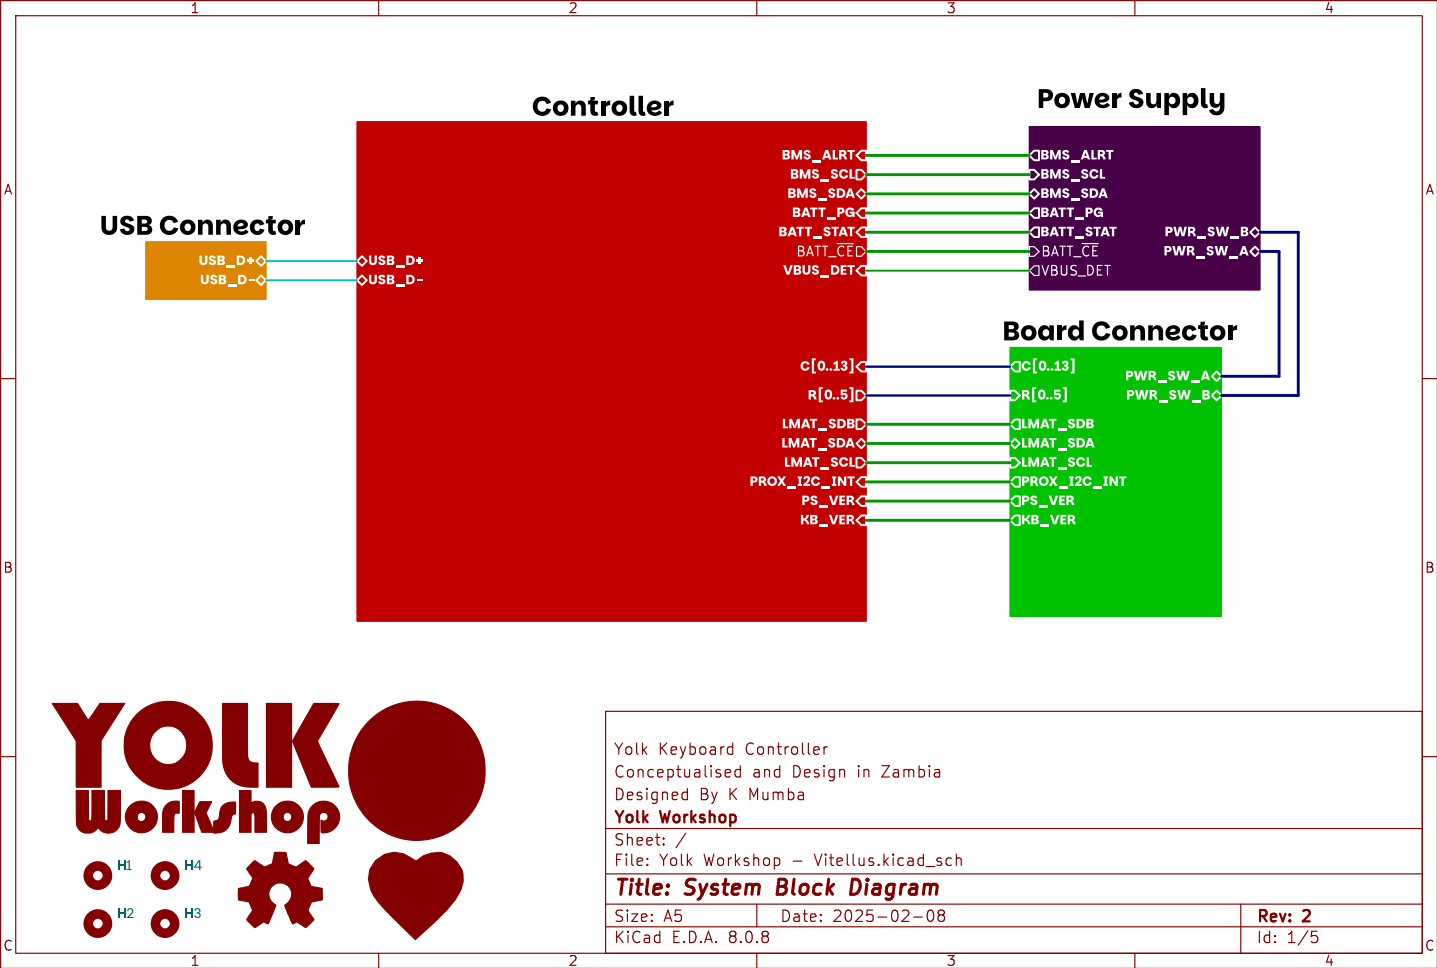 1 2 3 4
A A
B B
C C
Controller
Power Supply
USB Connector
Board Connector
USB_D+
USB_D-
USB_D+
USB_D-
BMS_ALRT
BMS_SCL
BMS_SDA
BATT_PG
BATT_STAT
BATT_CE
VBUS_DET
C[0..13]
R[0..5]
LMAT_SDB
LMAT_SDA
LMAT_SCL
PROX_I2C_INT
PS_VER
KB_VER
BMS_ALRT
BMS_SCL
BMS_SDA
BATT_PG
BATT_STAT
BATT_CE
VBUS_DET
PWR_SW_B
PWR_SW_A
C[0..13]
R[0..5]
LMAT_SDB
LMAT_SDA
LMAT_SCL
PROX_I2C_INT
PS_VER
KB_VER
PWR_SW_A
PWR_SW_B
YOLK
Workshop
H1 H4
H2 H3
Yolk Keyboard Controller
Conceptualised and Design in Zambia
Designed By K Mumba
Yolk Workshop
Sheet: /
File: Yolk Workshop - Vitellus.kicad_sch
Title: System Block Diagram
Size: A5 Date: 2025-02-08 Rev: 2
KiCad E.D.A. 8.0.8 Id: 1/5
1 2 3 4